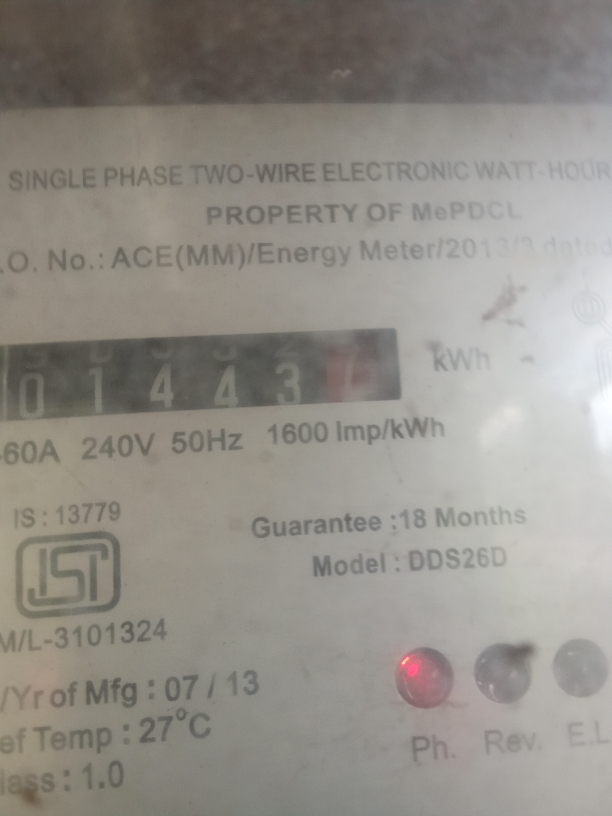 SINGLE PHASE TWO-WIRE ELECTRONIC WATT-HOUR
PROPERTY OF MePDCL
.O. No.: ACE(MM)/Energy Meter/2013/3 dated
0 1 4 4 3 kWh
-60A 240V 50Hz 1600 Imp/kWh
IS : 13779
Guarantee :18 Months
Model : DDS26D
M/L-3101324
/Yr of Mfg : 07 / 13
ef Temp : 27°C
lass : 1.0
Ph. Rev. E.L